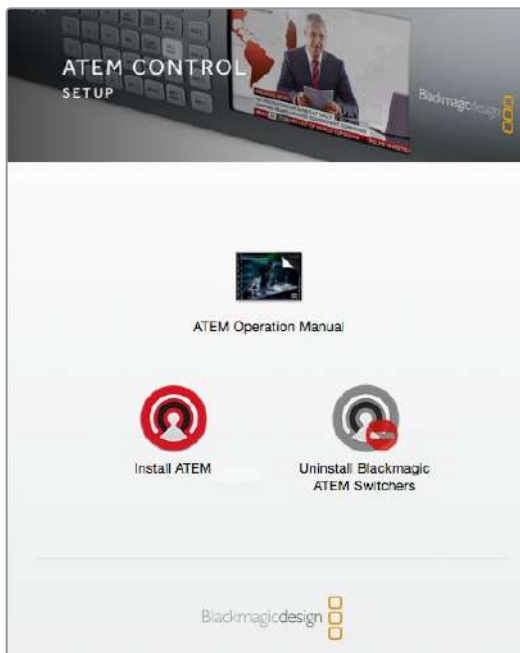 ATEM CONTROL
SETUP
Blackmagicdesign
ATEM Operation Manual
Install ATEM
Uninstall Blackmagic
ATEM Switchers
Blackmagicdesign